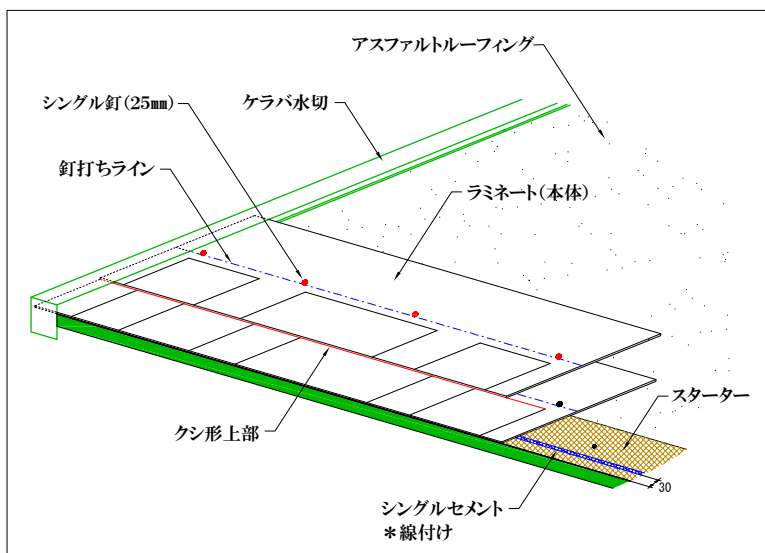 アスファルトルーフィング
シングル釘(25㎜)
ケラバ水切
釘打ちライン
ラミネート(本体)
スターター
クシ形上部
30
シングルセメント
＊線付け